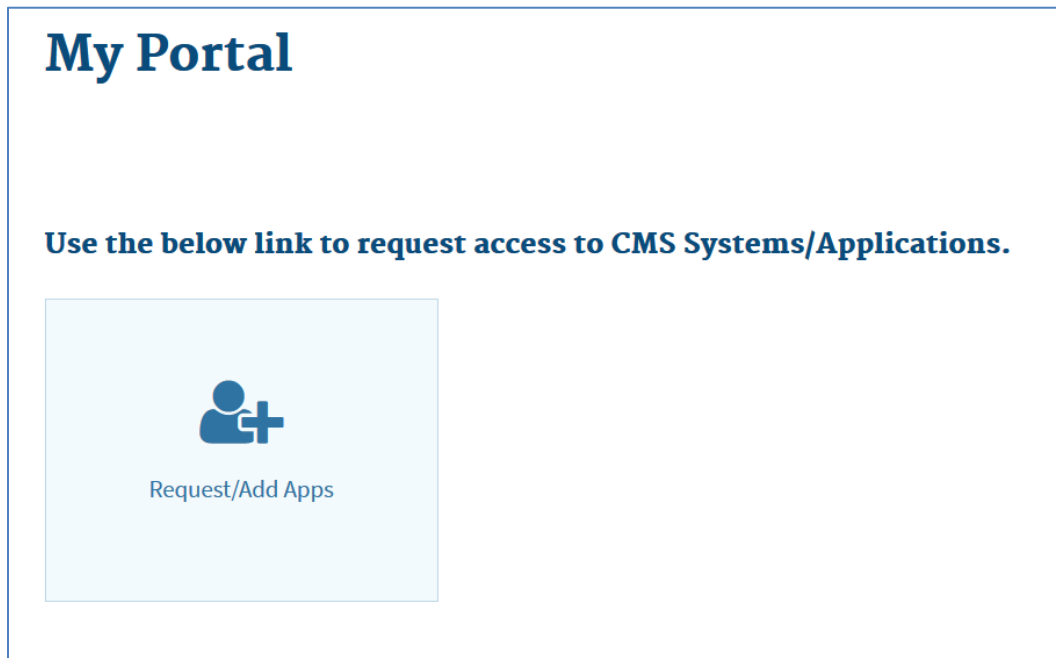 My Portal
Use the below link to request access to CMS Systems/Applications.
Request/Add Apps